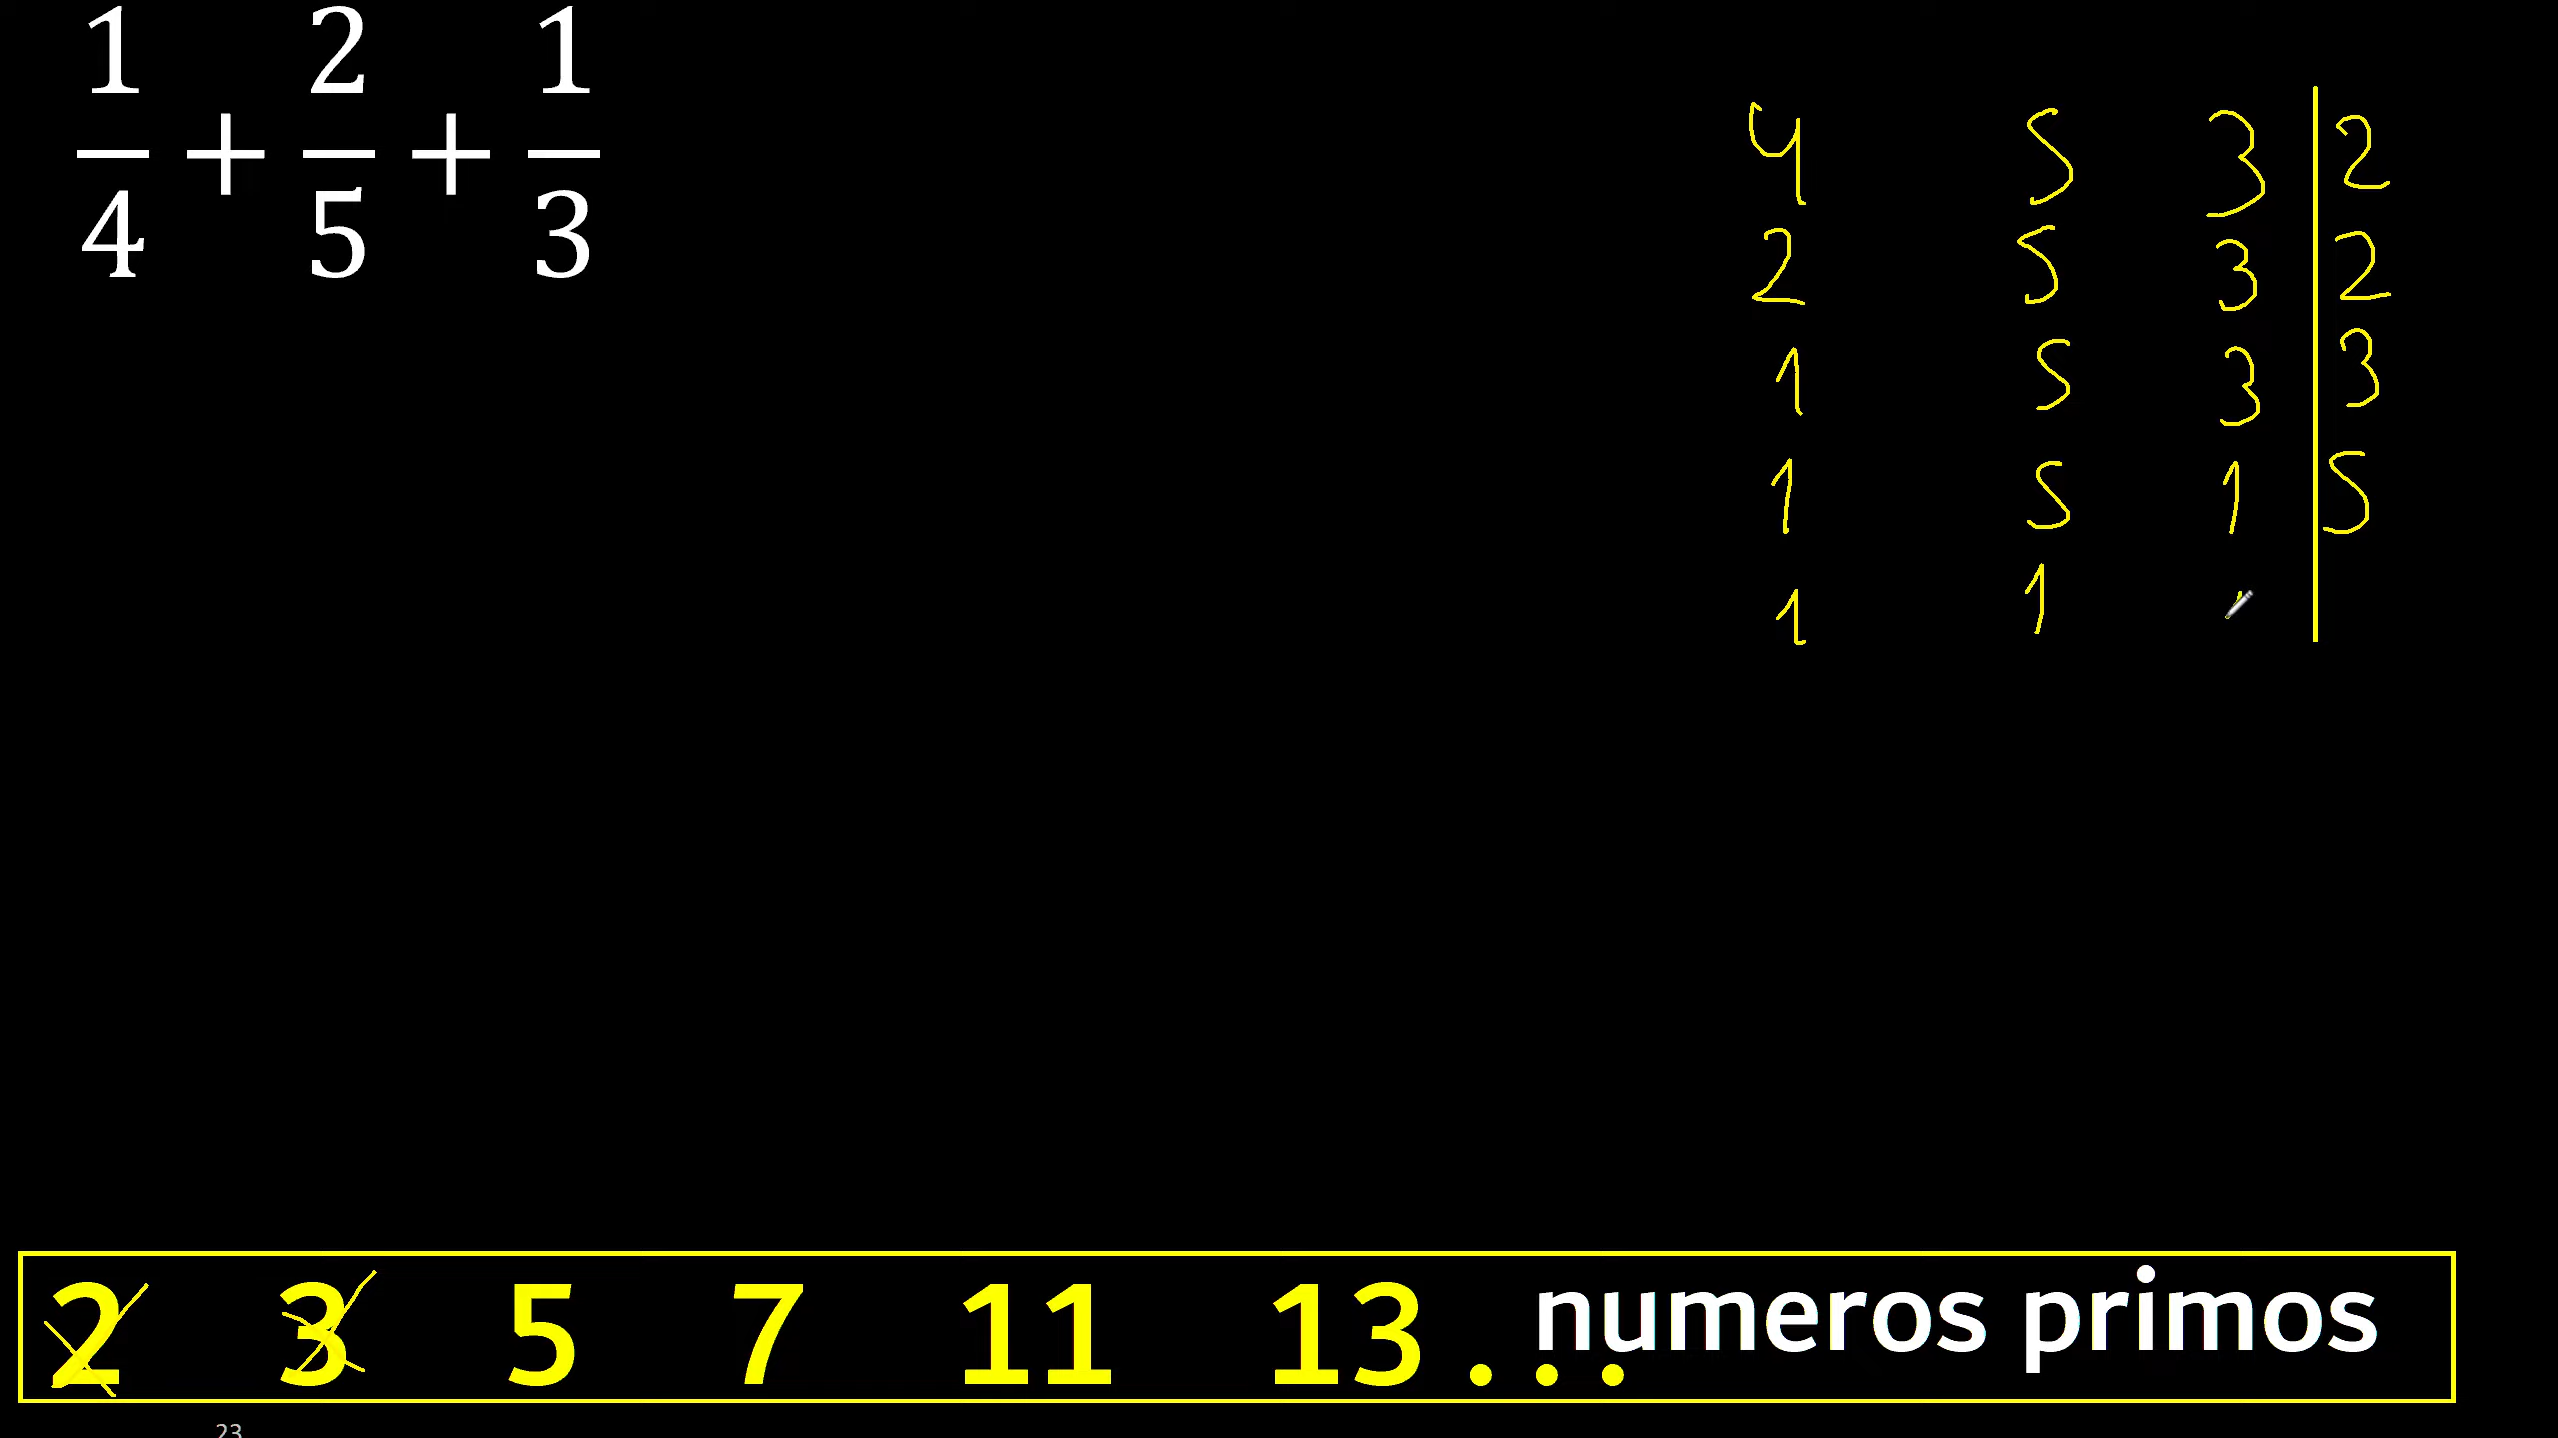 1/4 + 2/5 + 1/3
4 5 3 | 2
2 5 3 | 2
1 5 3 | 3
1 5 1 | 5
1 1
2 3 5 7 11 13 ... numeros primos
23